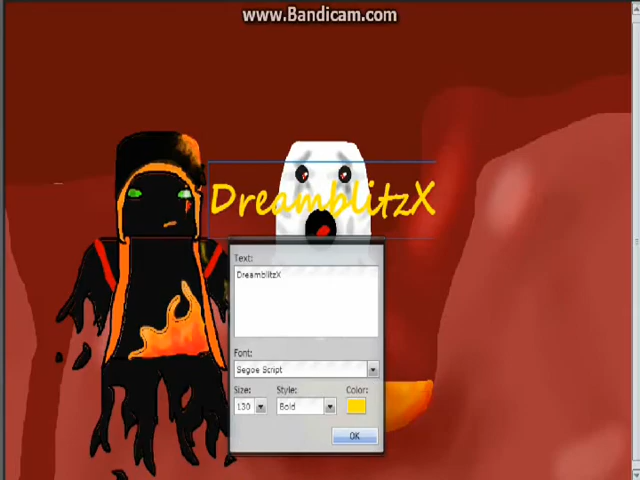 www.Bandicam.com
DreamblitzX
Text:
DreamblitzX
Font:
Segoe Script
Size: Style: Color:
130 Bold
OK